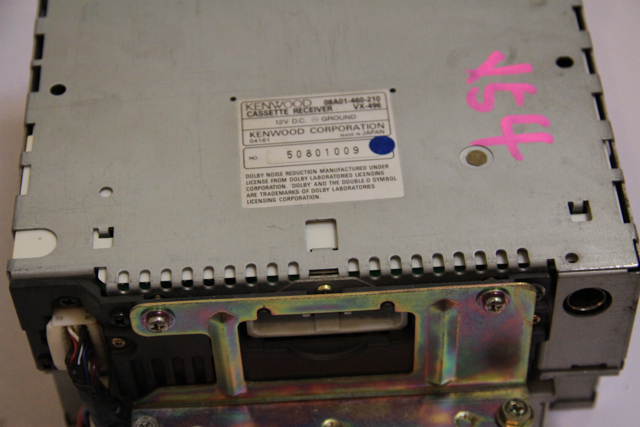 KENWOOD 08A01-460-210
CASSETTE RECEIVER VX-496
12V D.C. ⊖ GROUND
KENWOOD CORPORATION
04161 MADE IN JAPAN
NO. 50801009
DOLBY NOISE REDUCTION MANUFACTURED UNDER
LICENSE FROM DOLBY LABORATORIES LICENSING
CORPORATION. DOLBY AND THE DOUBLE-D SYMBOL
ARE TRADEMARKS OF DOLBY LABORATORIES
LICENSING CORPORATION.